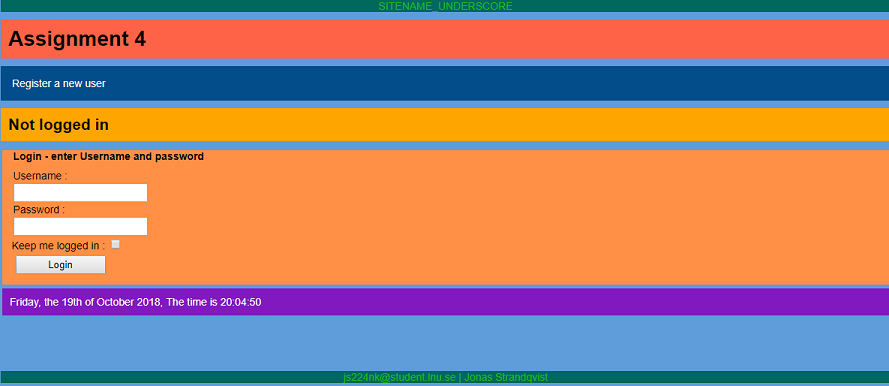 SITENAME_UNDERSCORE
Assignment 4
Register a new user
Not logged in
Login - enter Username and password
Username :
Password :
Keep me logged in :
Login
Friday, the 19th of October 2018, The time is 20:04:50
js224nk@student.lnu.se | Jonas Strandqvist